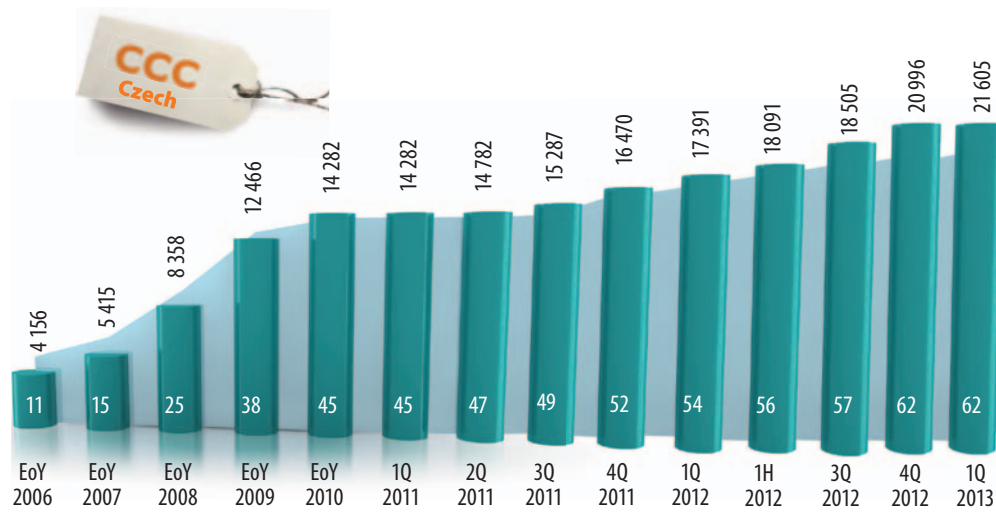 CCC
Czech
4 156
5 415
8 358
12 466
14 282
14 282
14 782
15 287
16 470
17 391
18 091
18 505
20 996
21 605
11
15
25
38
45
45
47
49
52
54
56
57
62
62
EoY
2006
EoY
2007
EoY
2008
EoY
2009
EoY
2010
1Q
2011
2Q
2011
3Q
2011
4Q
2011
1Q
2012
1H
2012
3Q
2012
4Q
2012
1Q
2013